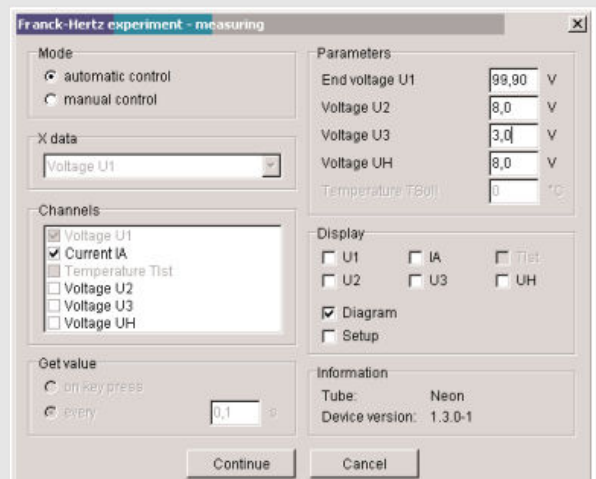 Franck-Hertz experiment - measuring
Mode
automatic control
manual control
X data
Voltage U1
Channels
Voltage U1
Current IA
Temperature TIst
Voltage U2
Voltage U3
Voltage UH
Get value
on key press
every 0,1 s
Parameters
End voltage U1 99,90 V
Voltage U2 8,0 V
Voltage U3 3,0 V
Voltage UH 8,0 V
Temperature TSoll 0 °C
Display
U1 IA TIst
U2 U3 UH
Diagram
Setup
Information
Tube: Neon
Device version: 1.3.0-1
Continue Cancel